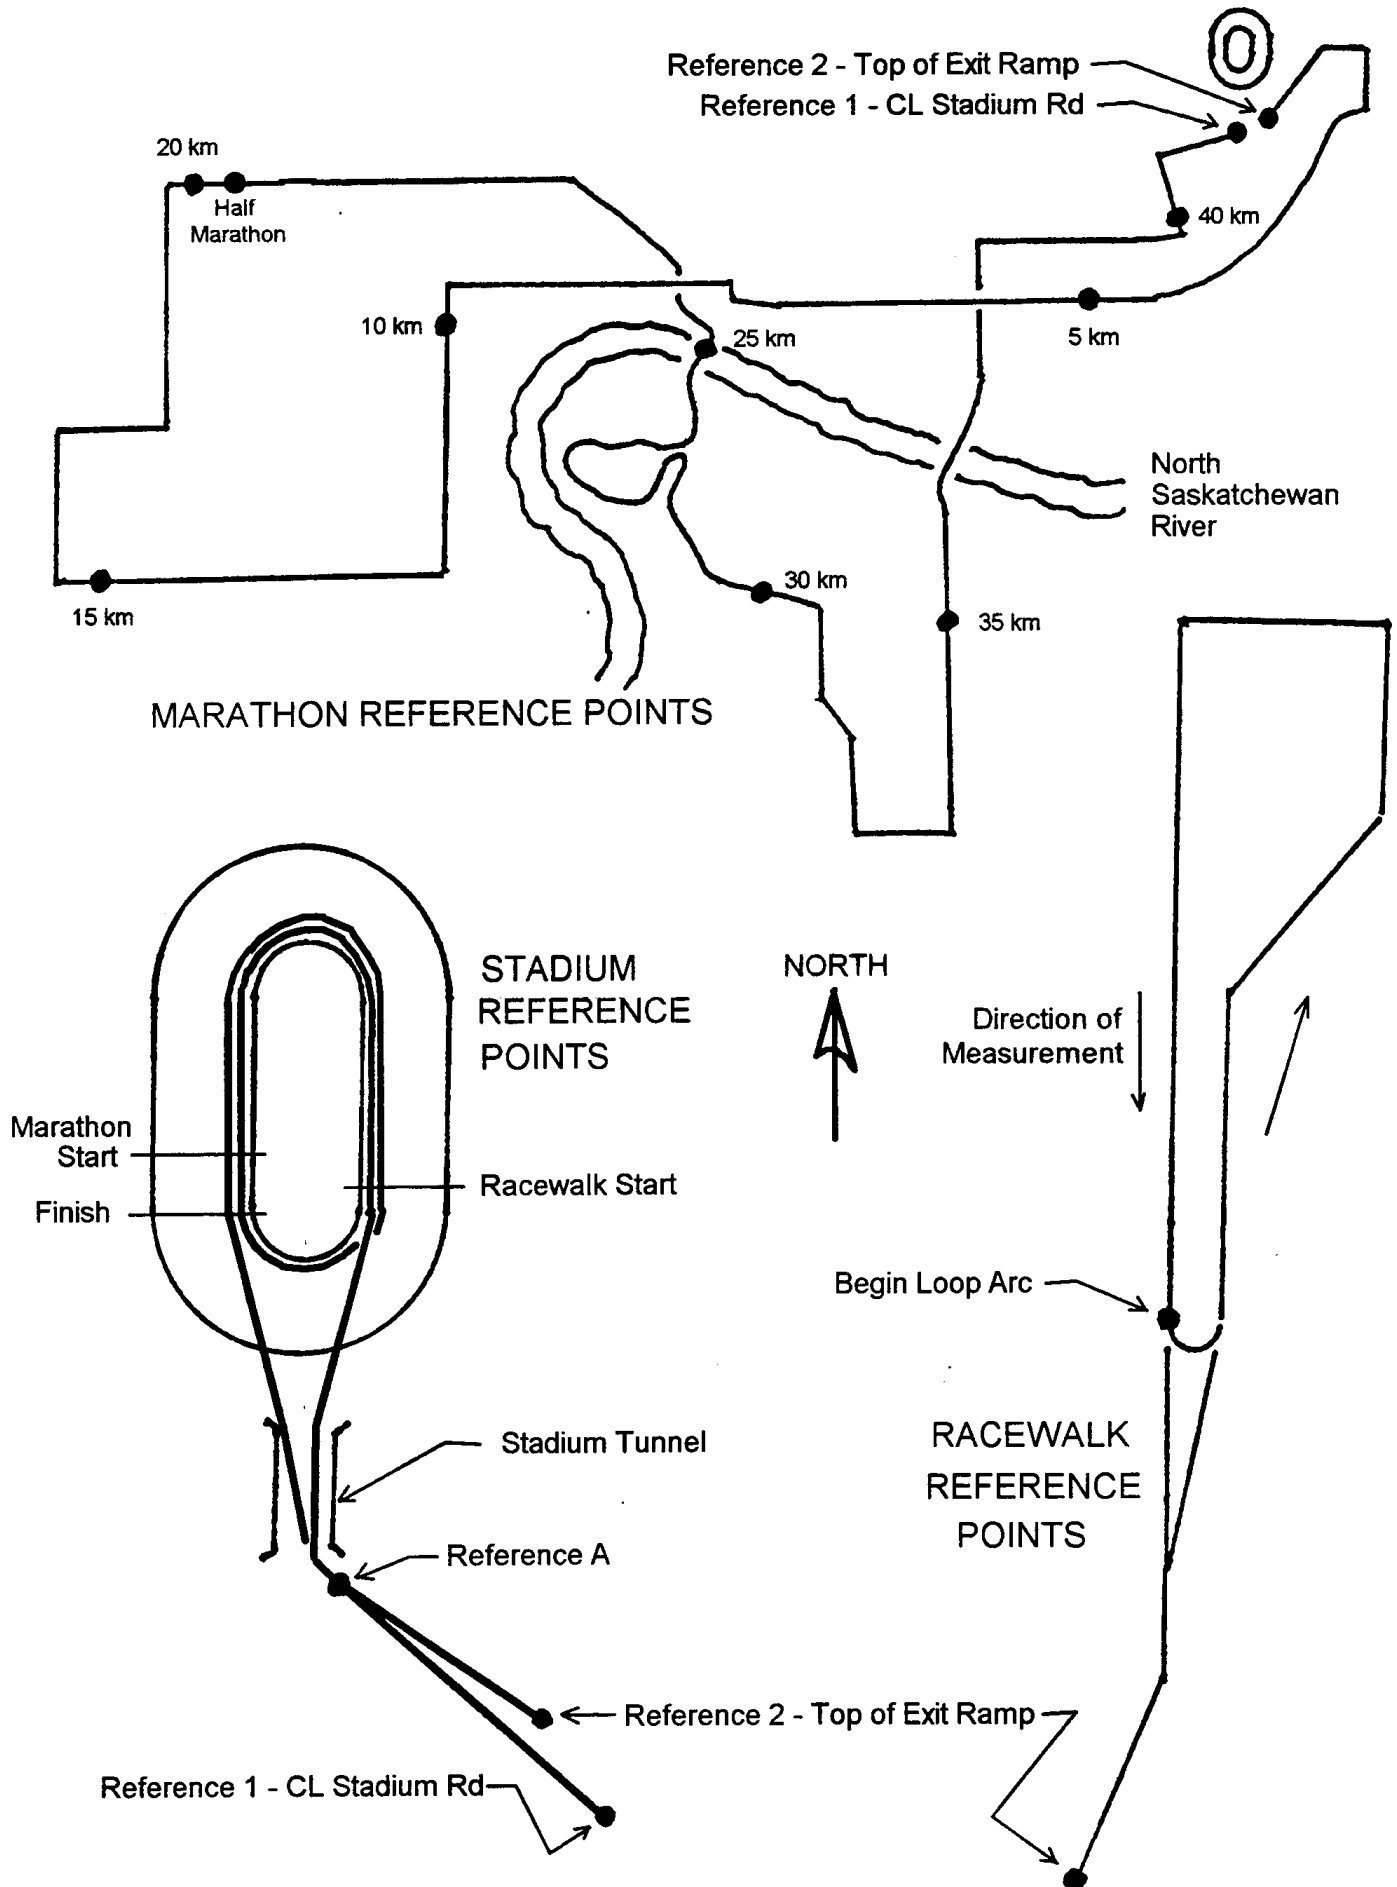 Reference 2 - Top of Exit Ramp
Reference 1 - CL Stadium Rd
20 km
Half
Marathon
40 km
10 km
25 km
5 km
North
Saskatchewan
River
30 km
15 km
35 km
MARATHON REFERENCE POINTS
STADIUM
REFERENCE
POINTS
NORTH
Direction of
Measurement
Marathon
Start
Racewalk Start
Finish
Begin Loop Arc
Stadium Tunnel
RACEWALK
REFERENCE
POINTS
Reference A
Reference 2 - Top of Exit Ramp
Reference 1 - CL Stadium Rd